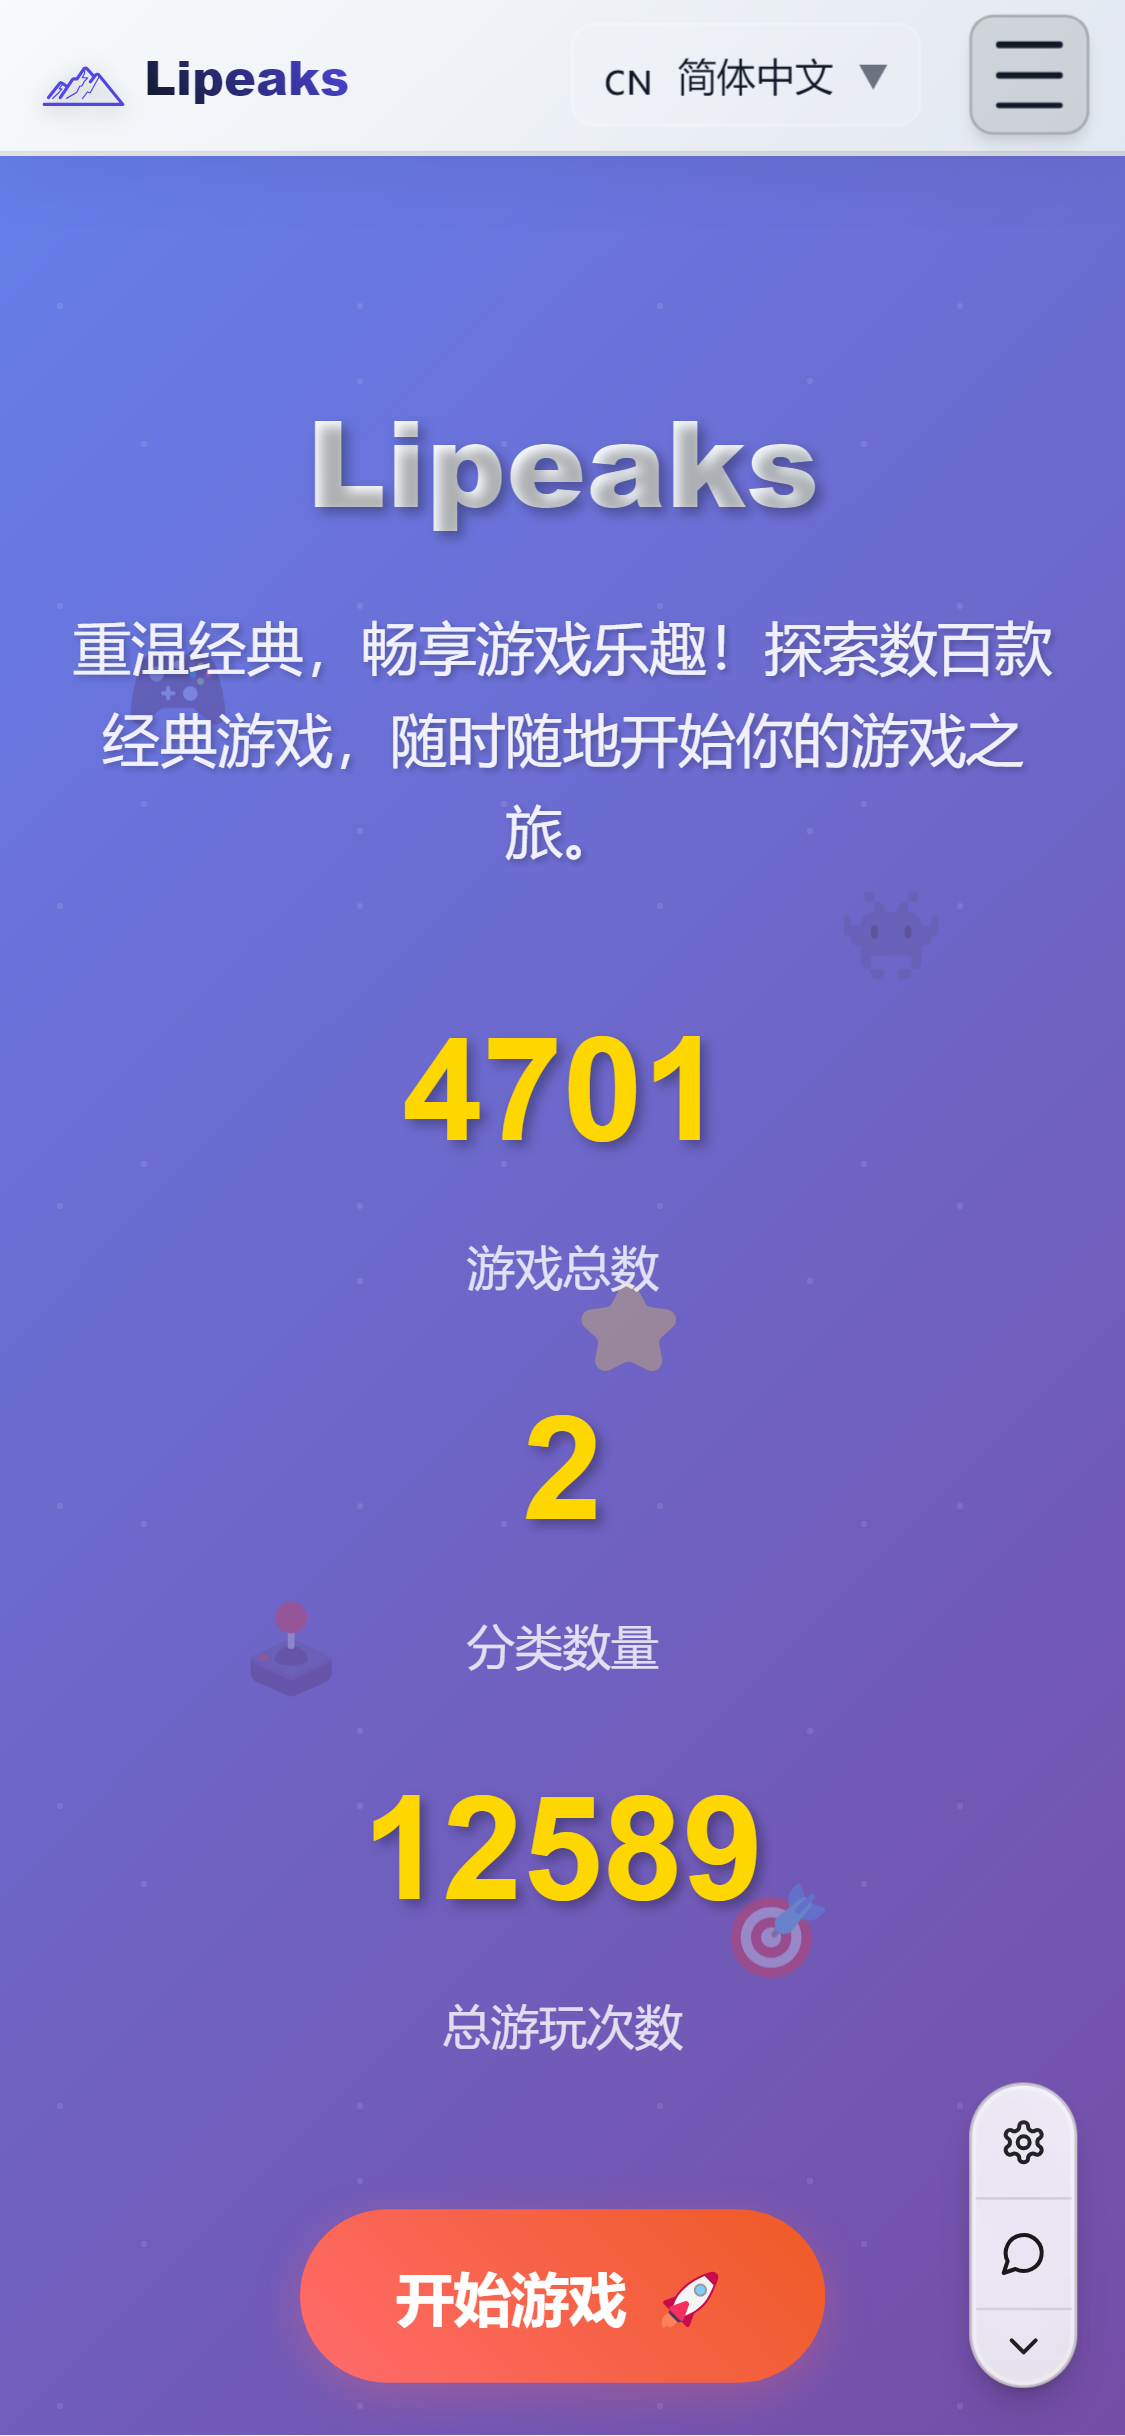 Lipeaks
CN 简体中文 ▼
Lipeaks
重温经典，畅享游戏乐趣！探索数百款
经典游戏，随时随地开始你的游戏之
旅。
4701
游戏总数
2
分类数量
12589
总游玩次数
开始游戏 🚀